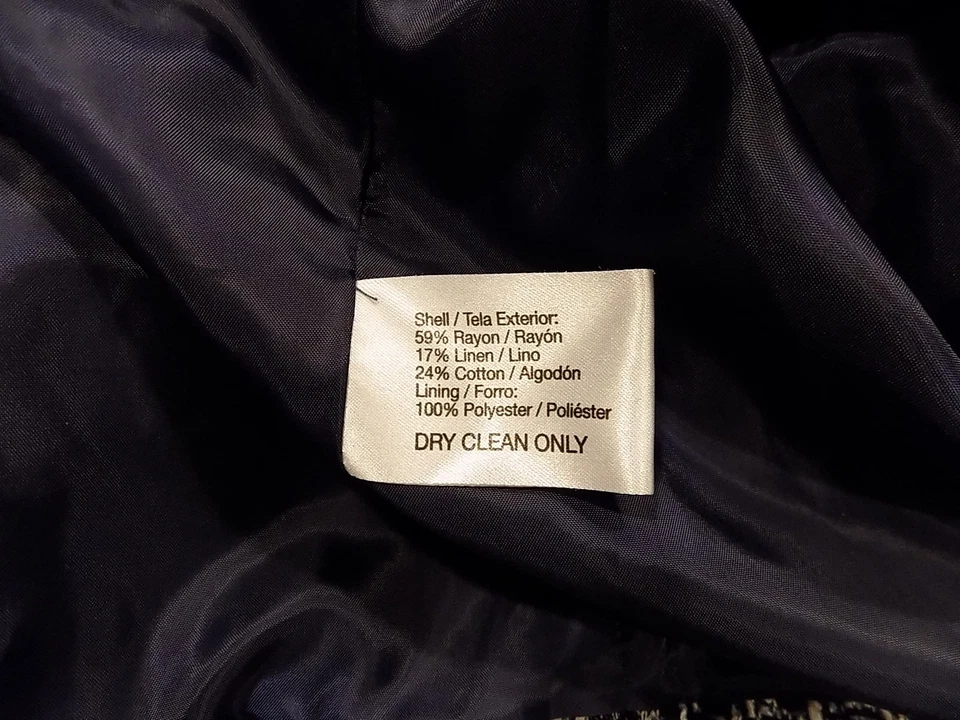 Shell / Tela Exterior:
59% Rayon / Rayón
17% Linen / Lino
24% Cotton / Algodón
Lining / Forro:
100% Polyester / Poliéster
DRY CLEAN ONLY